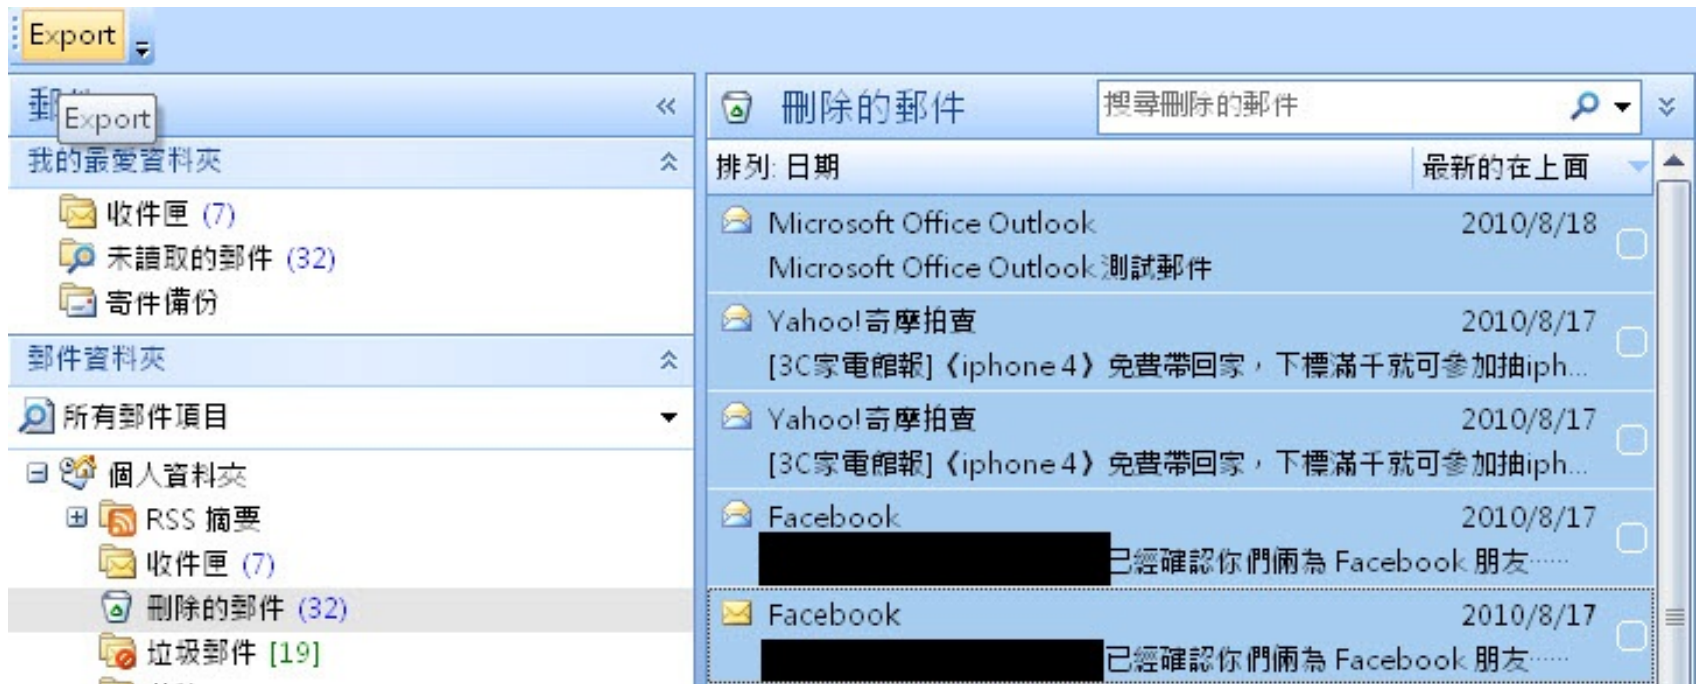 Export
郵
Export
我的最愛資料夾
收件匣 (7)
未讀取的郵件 (32)
寄件備份
郵件資料夾
所有郵件項目
個人資料夾
RSS 摘要
收件匣 (7)
刪除的郵件 (32)
垃圾郵件 [19]
刪除的郵件
搜尋刪除的郵件
排列: 日期 最新的在上面
Microsoft Office Outlook 2010/8/18
Microsoft Office Outlook 測試郵件
Yahoo!奇摩拍賣 2010/8/17
[3C家電館報]《iphone 4》免費帶回家，下標滿千就可參加抽iph...
Yahoo!奇摩拍賣 2010/8/17
[3C家電館報]《iphone 4》免費帶回家，下標滿千就可參加抽iph...
Facebook 2010/8/17
已經確認你們倆為 Facebook 朋友……
Facebook 2010/8/17
已經確認你們倆為 Facebook 朋友……